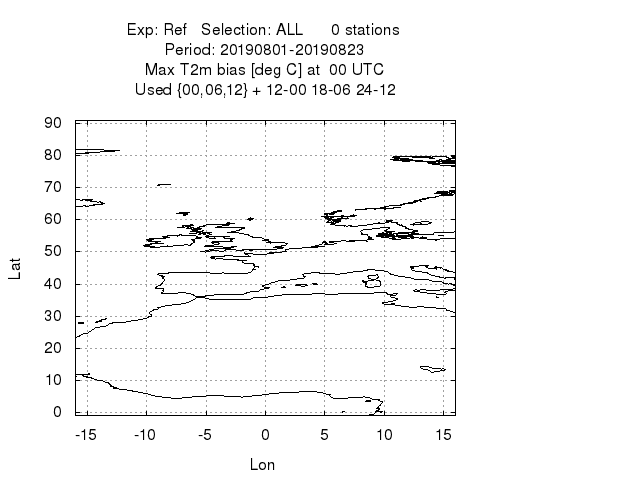 Exp: Ref   Selection: ALL      0 stations
Period: 20190801-20190823
Max T2m bias [deg C] at  00 UTC
Used {00,06,12} + 12-00 18-06 24-12
90
80
70
60
50
40
30
20
10
0
Lat
-15 -10 -5 0 5 10 15
Lon